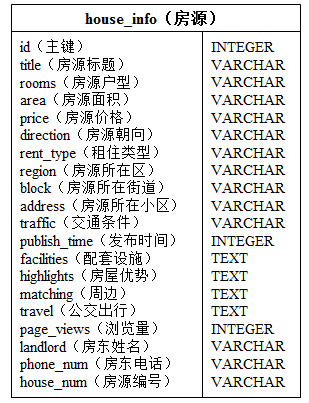 house_info（房源）
id（主键） INTEGER
title（房源标题） VARCHAR
rooms（房源户型） VARCHAR
area（房源面积） VARCHAR
price（房源价格） VARCHAR
direction（房源朝向） VARCHAR
rent_type（租住类型） VARCHAR
region（房源所在区） VARCHAR
block（房源所在街道） VARCHAR
address（房源所在小区） VARCHAR
traffic（交通条件） VARCHAR
publish_time（发布时间） INTEGER
facilities（配套设施） TEXT
highlights（房屋优势） TEXT
matching（周边） TEXT
travel（公交出行） TEXT
page_views（浏览量） INTEGER
landlord（房东姓名） VARCHAR
phone_num（房东电话） VARCHAR
house_num（房源编号） VARCHAR